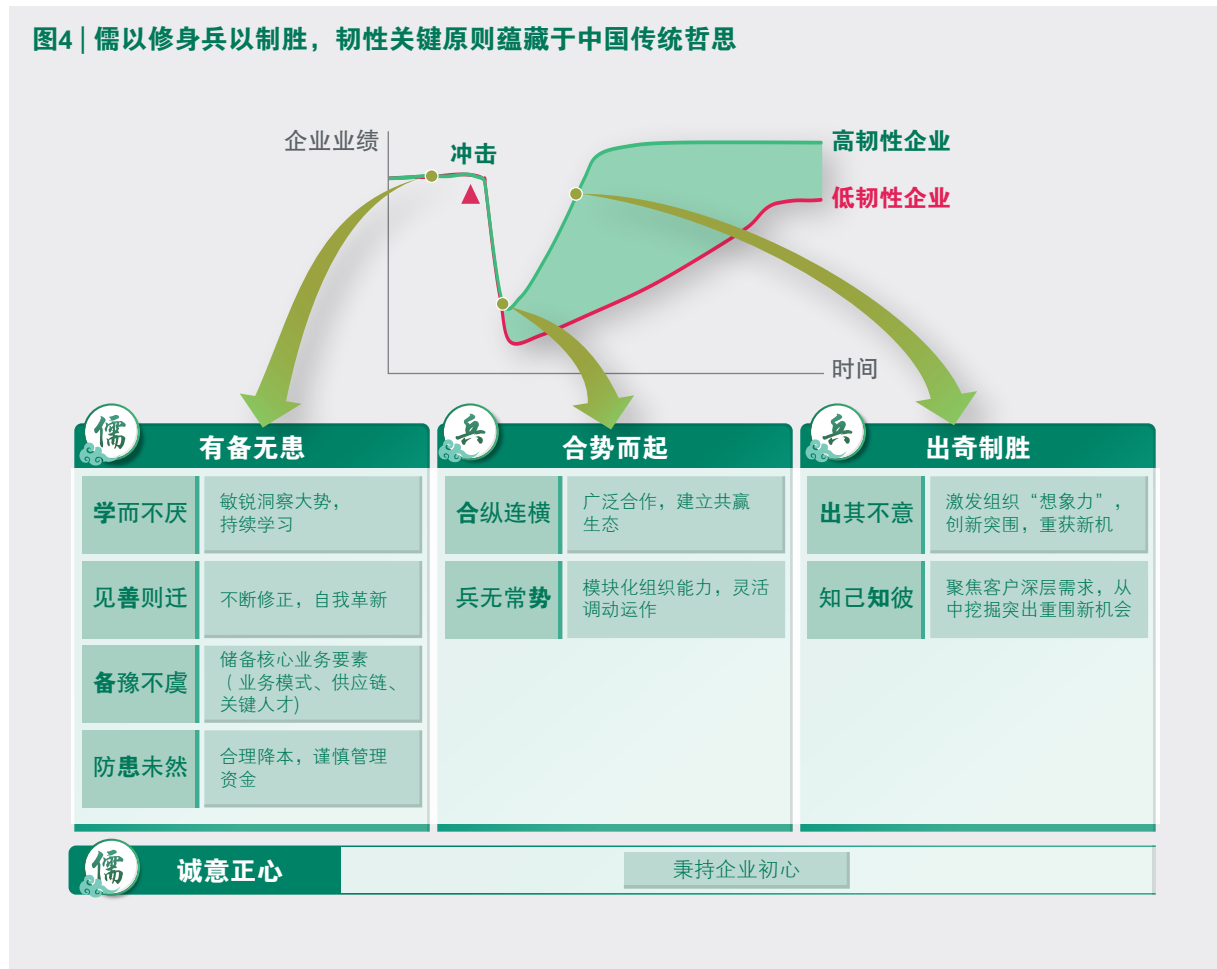 图4 | 儒以修身兵以制胜，韧性关键原则蕴藏于中国传统哲思
企业业绩
冲击
高韧性企业
低韧性企业
时间
儒
有备无患
学而不厌
敏锐洞察大势，
持续学习
见善则迁
不断修正，自我革新
备豫不虞
储备核心业务要素
（业务模式、供应链、
关键人才)
防患未然
合理降本，谨慎管理
资金
兵
合势而起
合纵连横
广泛合作，建立共赢
生态
兵无常势
模块化组织能力，灵活
调动运作
兵
出奇制胜
出其不意
激发组织“想象力”，
创新突围，重获新机
知己知彼
聚焦客户深层需求，从
中挖掘突出重围新机会
儒
诚意正心
秉持企业初心